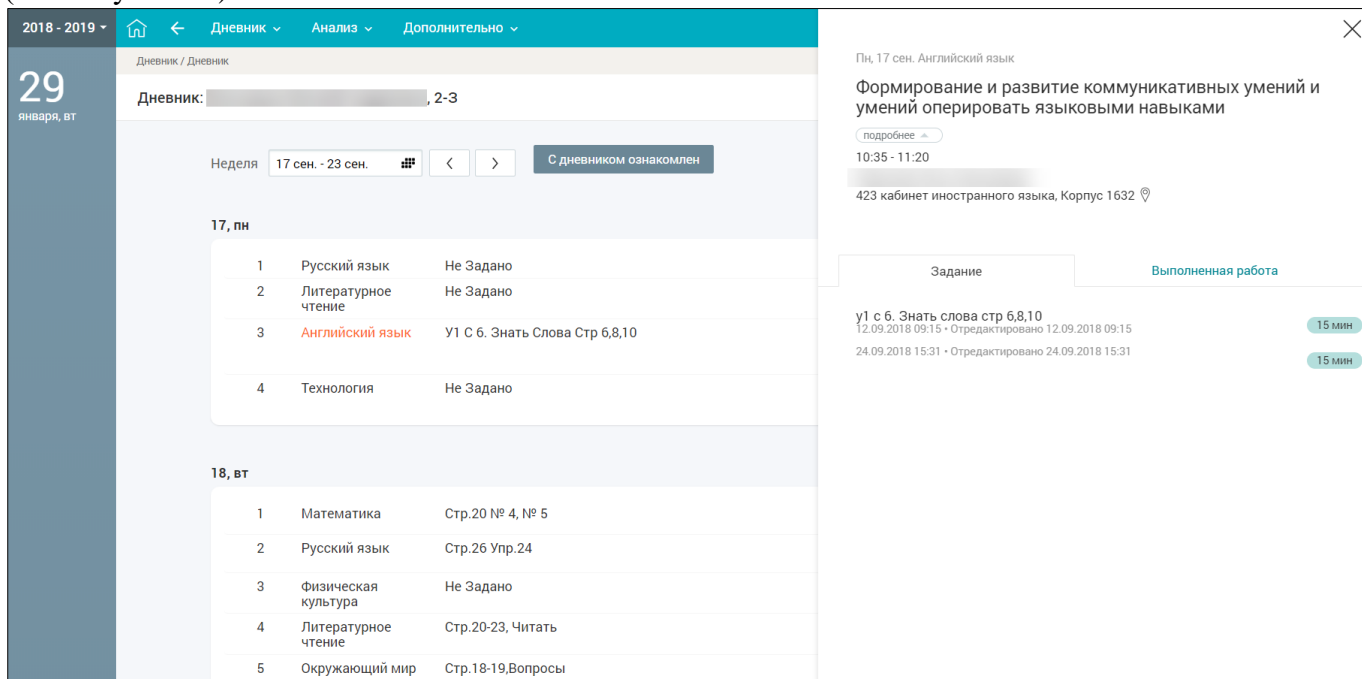 2018 - 2019 Дневник Анализ Дополнительно
29
января, вт
Дневник / Дневник
Дневник: , 2-З
Неделя 17 сен. - 23 сен. С дневником ознакомлен
17, пн
1 Русский язык Не Задано
2 Литературное чтение Не Задано
3 Английский язык У1 С 6. Знать Слова Стр 6,8,10
4 Технология Не Задано
18, вт
1 Математика Стр.20 № 4, № 5
2 Русский язык Стр.26 Упр.24
3 Физическая культура Не Задано
4 Литературное чтение Стр.20-23, Читать
5 Окружающий мир Стр.18-19,Вопросы
Пн, 17 сен. Английский язык
Формирование и развитие коммуникативных умений и
умений оперировать языковыми навыками
подробнее
10:35 - 11:20
423 кабинет иностранного языка, Корпус 1632
Задание Выполненная работа
у1 с 6. Знать слова стр 6,8,10
12.09.2018 09:15 • Отредактировано 12.09.2018 09:15
15 мин
24.09.2018 15:31 • Отредактировано 24.09.2018 15:31
15 мин